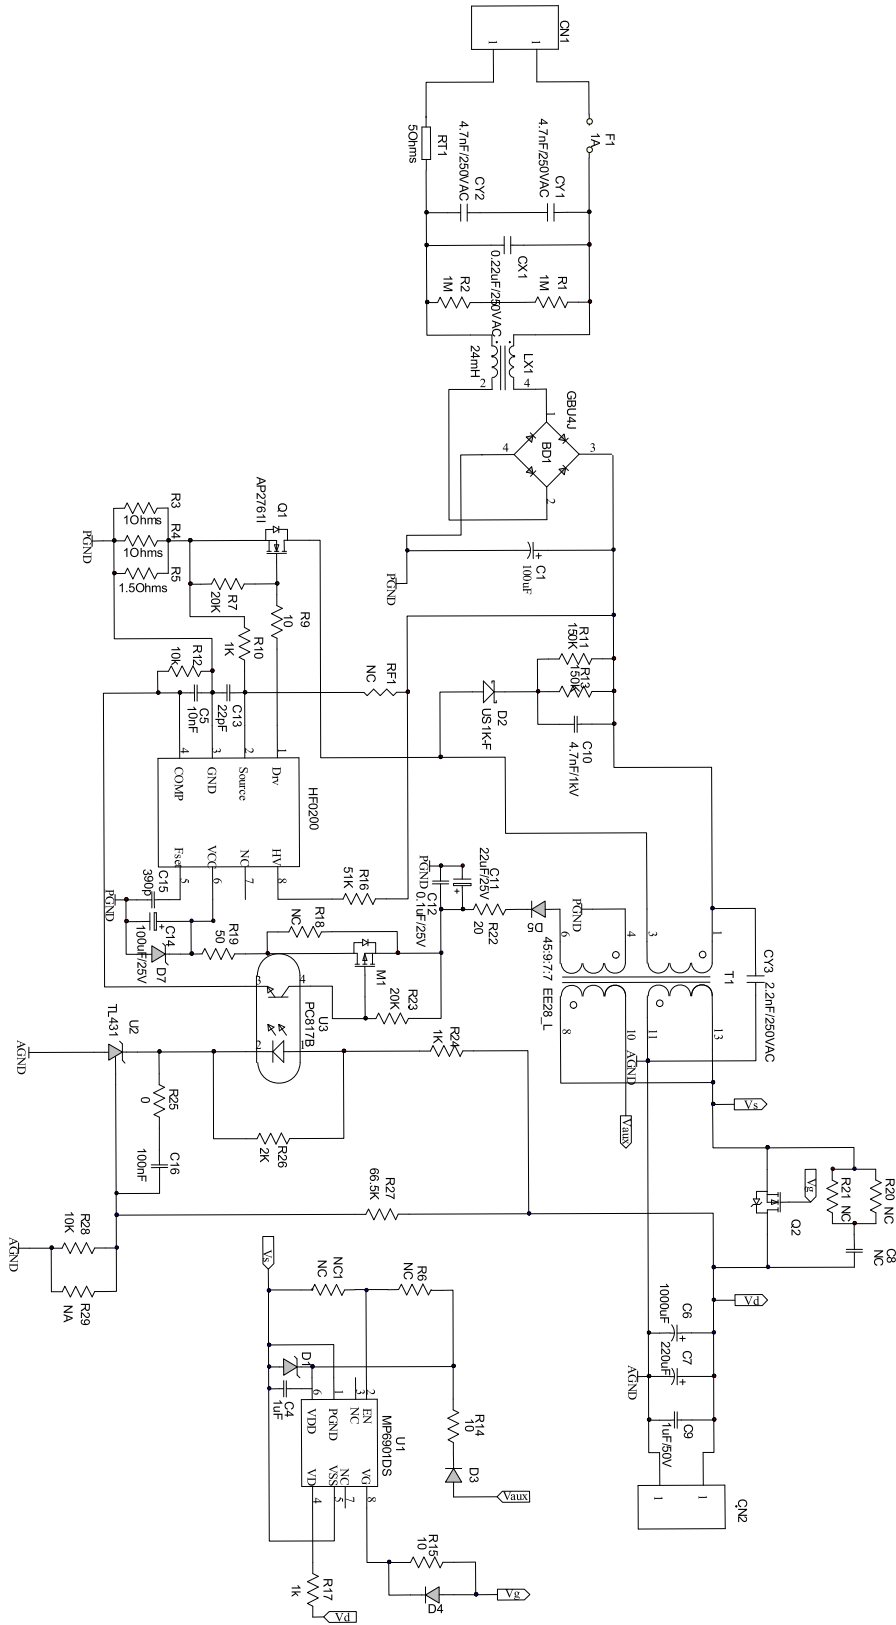 CN1
1
1
F1
1A
RT1
5Ohms
CY1
4.7nF/250VAC
CY2
4.7nF/250VAC
CX1
0.22uF/250VAC
R1
1M
R2
1M
LX1
24mH
4
2
GBU4J
BD1
1
2
3
4
C1
100uF
+
PGND
Q1
AP2761I
R3
1Ohms
R4
1Ohms
R5
1.5Ohms
PGND
R7
20K
R9
10
R10
1K
R12
10k
C5
10nF
C13
22pF
RF1
NC
R11
150K
R13
150K
C10
4.7nF/1kV
D2
US1K-F
HF0200
1
Drv
2
Source
3
GND
4
COMP
HV
8
NC
7
VCC
6
Fset
5
R16
51K
C15
390p
PGND
C14
100uF/25V
+
D7
R19
50
R18
NC
M1
R23
20K
C11
22uF/25V
+
C12
0.1uF/25V
PGND
R22
20
D5
PGND
6
4
3
1
T1
45:9:7:7 EE28_L
8
10
11
13
CY3
2.2nF/250VAC
AGND
Vaux
Vs
U3
PC817B
4
3
1
2
R24
1K
U2
TL431
AGND
R25
0
C16
100nF
R26
2K
R27
66.5K
R28
10K
R29
NA
AGND
R20
NC
R21
NC
C8
NC
Q2
Vg
Vd
C6
1000uF
+
C7
220uF
+
AGND
C9
1uF/50V
CN2
1
1
Vs
NC1
NC
R6
NC
D1
C4
1uF
U1
MP6901DS
2
EN
3
NC
1
PGND
6
VDD
VG
8
NC
7
VSS
5
VD
4
R14
10
D3
Vaux
R15
10
D4
Vg
R17
1k
Vd